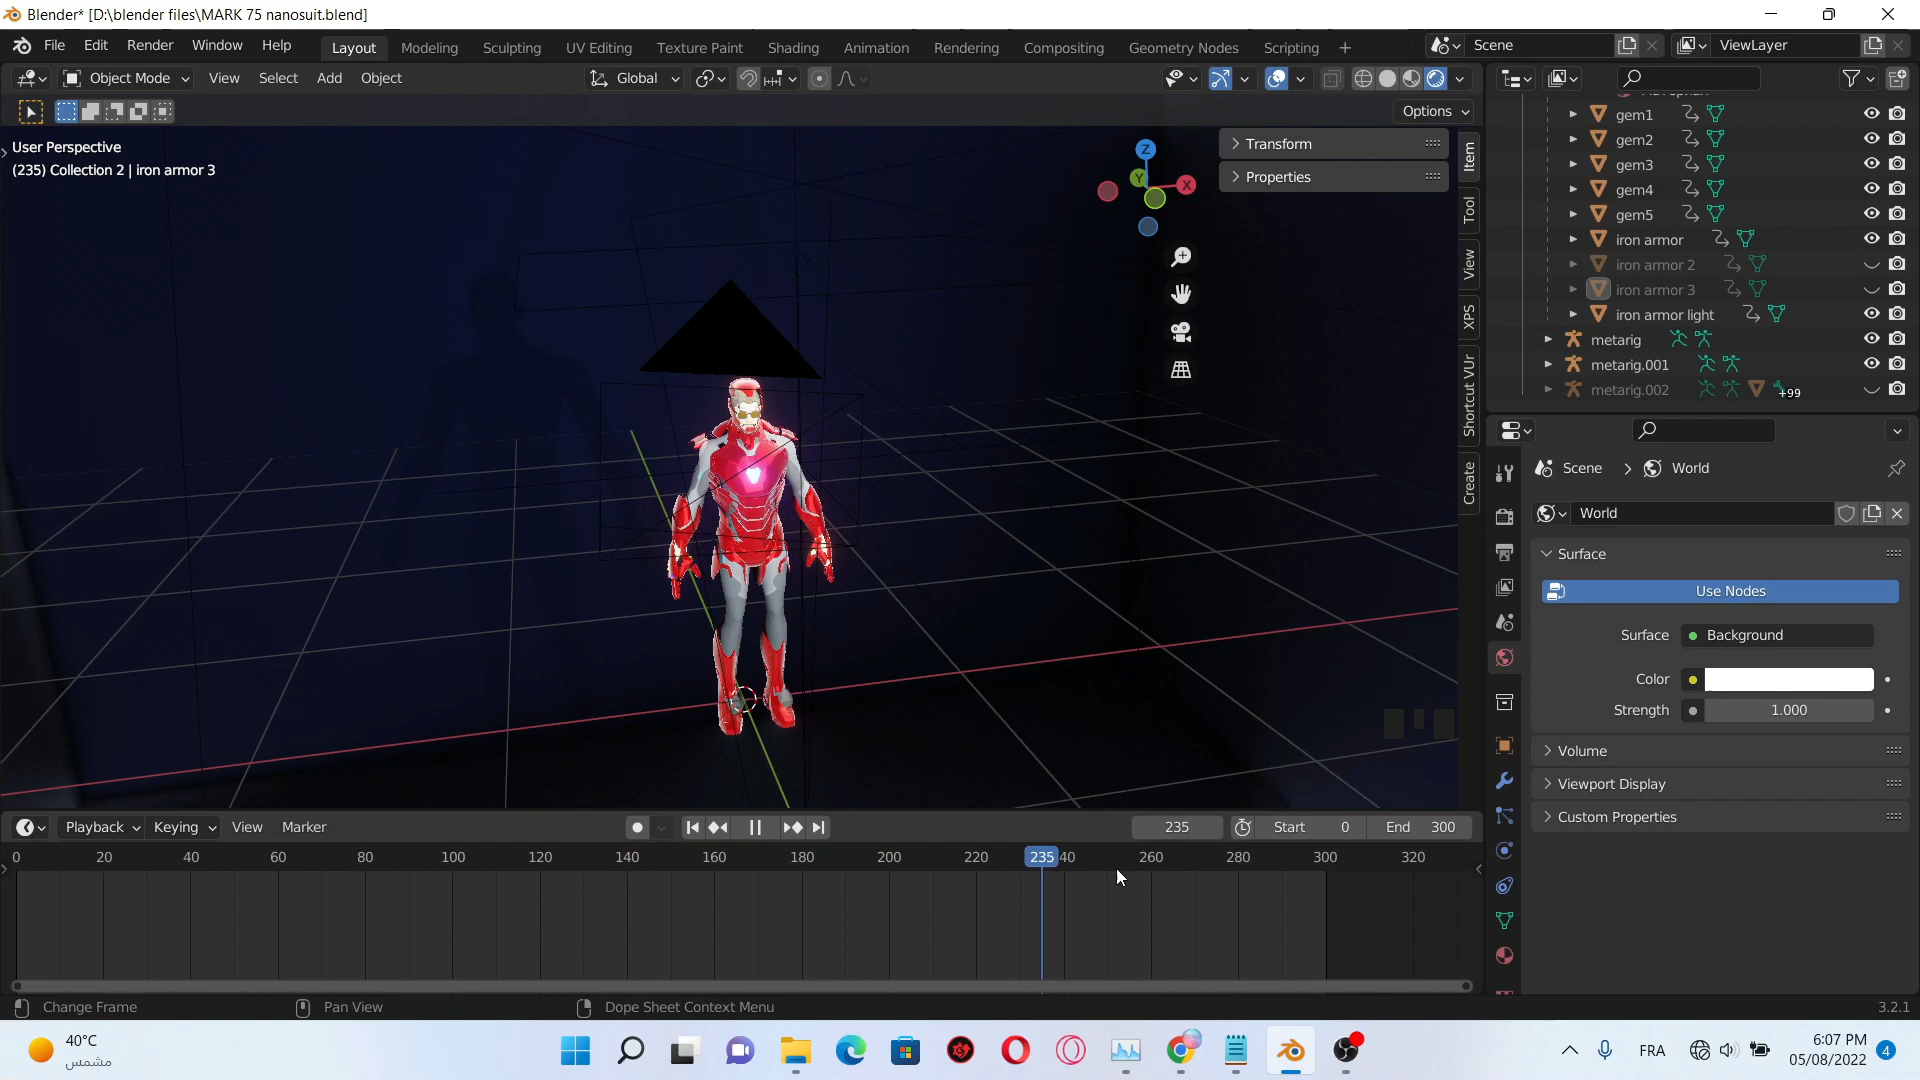 Blender* [D:\blender files\MARK 75 nanosuit.blend]
File Edit Render Window Help Layout Modeling Sculpting UV Editing Texture Paint Shading Animation Rendering Compositing Geometry Nodes Scripting Scene ViewLayer
Object Mode View Select Add Object Global
Options
User Perspective
(235) Collection 2 | iron armor 3
Z
Y
X
Transform
Properties
Item
Tool
View
XPS
Shortcut VUr
Create
gem1
gem2
gem3
gem4
gem5
iron armor
iron armor 2
iron armor 3
iron armor light
metarig
metarig.001
metarig.002 +99
Scene World
World
Surface
Use Nodes
Surface Background
Color
Strength 1.000
Volume
Viewport Display
Custom Properties
Playback Keying View Marker 235 Start 0 End 300
0 20 40 60 80 100 120 140 160 180 200 220 235 40 260 280 300 320
Change Frame Pan View Dope Sheet Context Menu 3.2.1
40°C
مشمس
FRA
6:07 PM
05/08/2022
4